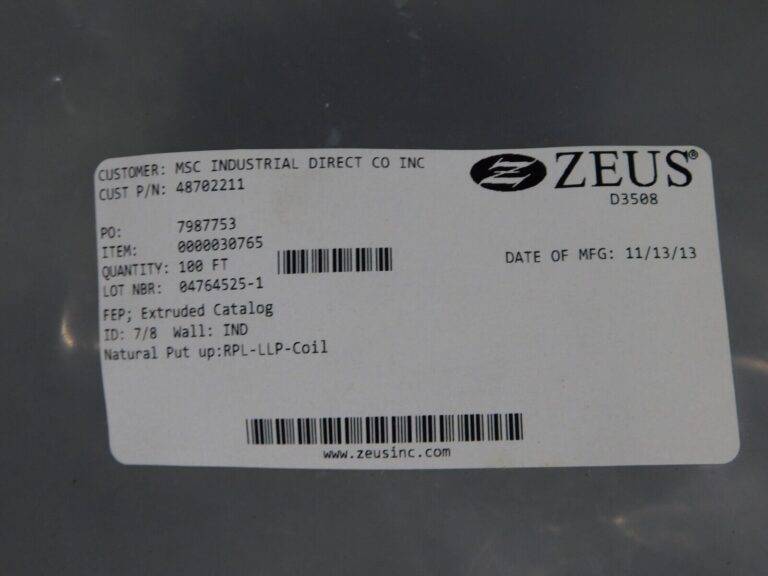 CUSTOMER: MSC INDUSTRIAL DIRECT CO INC
CUST P/N: 48702211
ZEUS®
D3508
PO: 7987753
ITEM: 0000030765
QUANTITY: 100 FT
LOT NBR: 04764525-1
DATE OF MFG: 11/13/13
FEP; Extruded Catalog
ID: 7/8 Wall: IND
Natural Put up:RPL-LLP-Coil
www.zeusinc.com